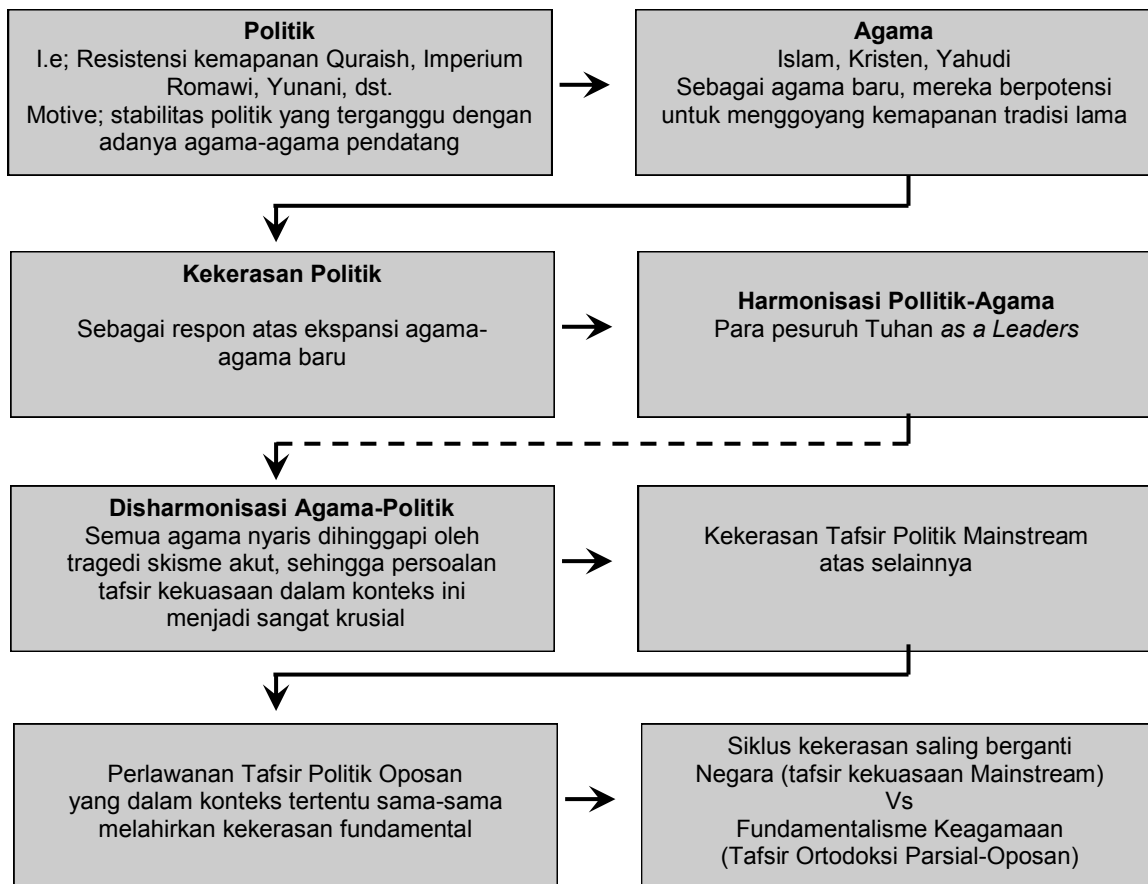 Politik
I.e; Resistensi kemapanan Quraish, Imperium
Romawi, Yunani, dst.
Motive; stabilitas politik yang terganggu dengan
adanya agama-agama pendatang
Agama
Islam, Kristen, Yahudi
Sebagai agama baru, mereka berpotensi
untuk menggoyang kemapanan tradisi lama
Kekerasan Politik
Sebagai respon atas ekspansi agama-
agama baru
Harmonisasi Pollitik-Agama
Para pesuruh Tuhan as a Leaders
Disharmonisasi Agama-Politik
Semua agama nyaris dihinggapi oleh
tragedi skisme akut, sehingga persoalan
tafsir kekuasaan dalam konteks ini
menjadi sangat krusial
Kekerasan Tafsir Politik Mainstream
atas selainnya
Perlawanan Tafsir Politik Oposan
yang dalam konteks tertentu sama-sama
melahirkan kekerasan fundamental
Siklus kekerasan saling berganti
Negara (tafsir kekuasaan Mainstream)
Vs
Fundamentalisme Keagamaan
(Tafsir Ortodoksi Parsial-Oposan)